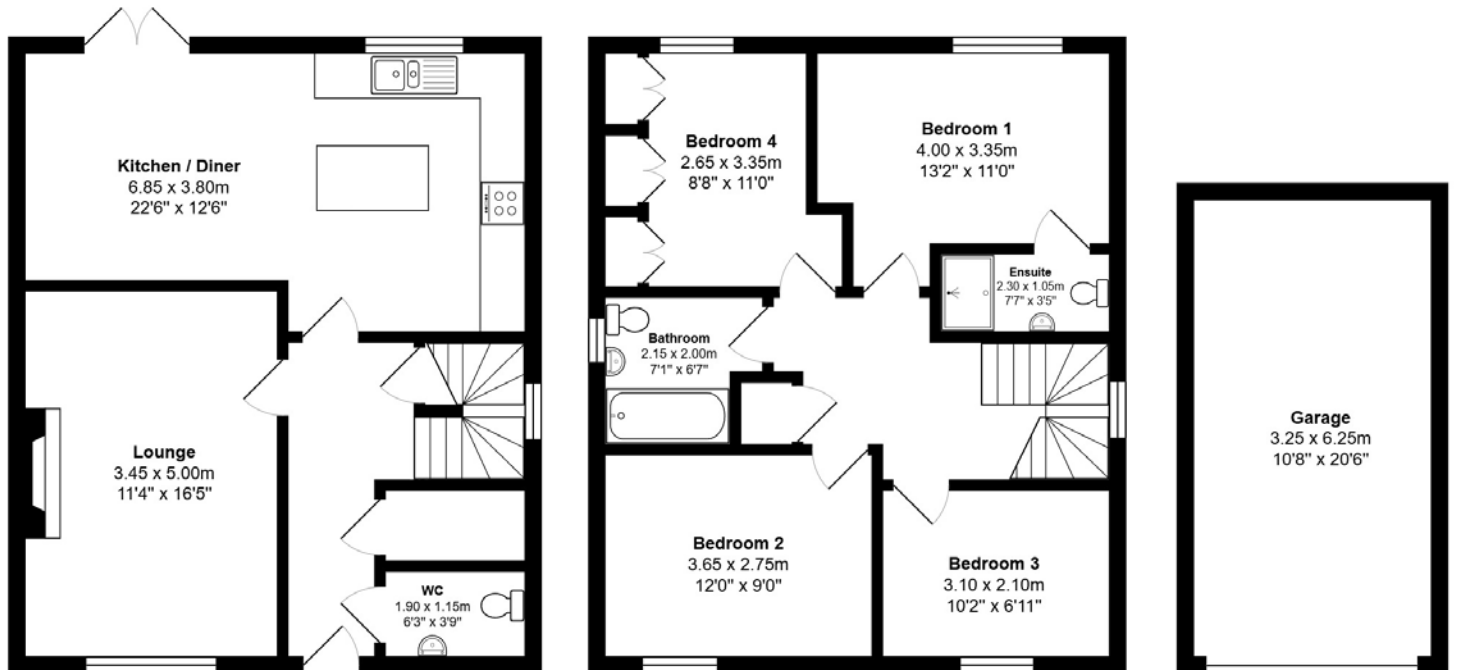 Kitchen / Diner
6.85 x 3.80m
22'6" x 12'6"
Lounge
3.45 x 5.00m
11'4" x 16'5"
WC
1.90 x 1.15m
6'3" x 3'9"
Bedroom 4
2.65 x 3.35m
8'8" x 11'0"
Bedroom 1
4.00 x 3.35m
13'2" x 11'0"
Ensuite
2.30 x 1.05m
7'7" x 3'5"
Bathroom
2.15 x 2.00m
7'1" x 6'7"
Bedroom 2
3.65 x 2.75m
12'0" x 9'0"
Bedroom 3
3.10 x 2.10m
10'2" x 6'11"
Garage
3.25 x 6.25m
10'8" x 20'6"